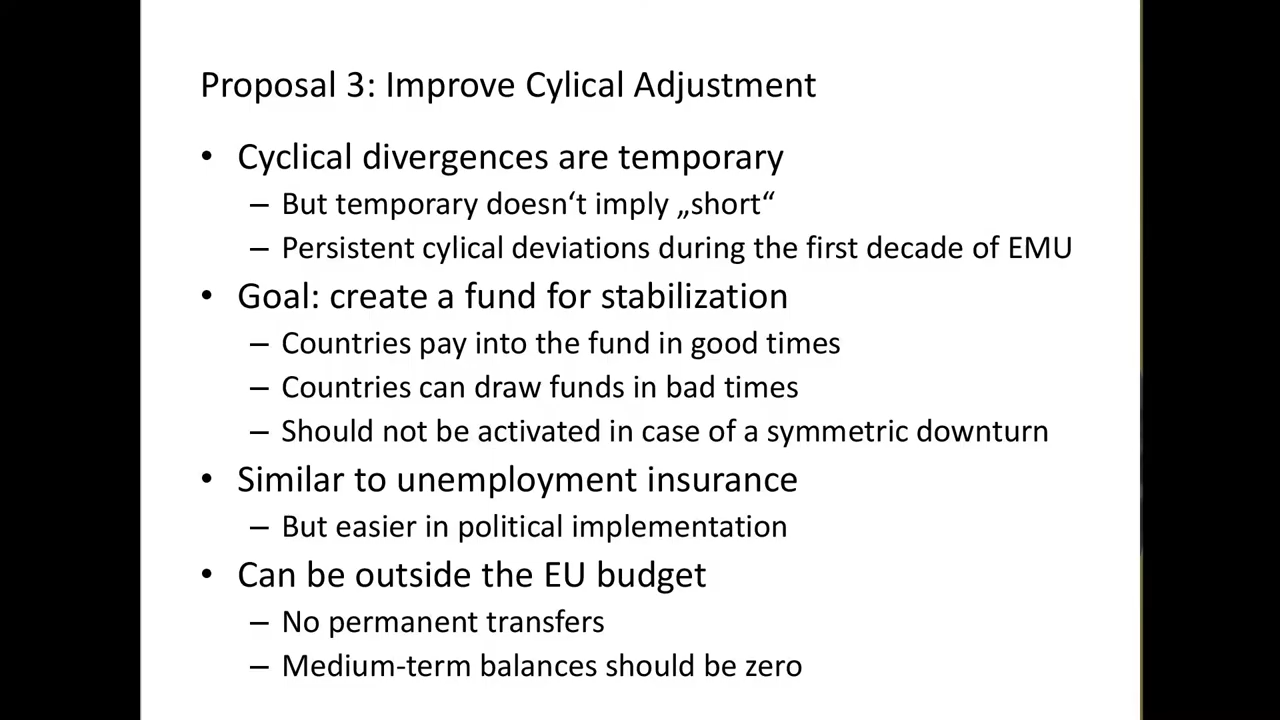 Proposal 3: Improve Cylical Adjustment
• Cyclical divergences are temporary
– But temporary doesn‘t imply „short“
– Persistent cylical deviations during the first decade of EMU
• Goal: create a fund for stabilization
– Countries pay into the fund in good times
– Countries can draw funds in bad times
– Should not be activated in case of a symmetric downturn
• Similar to unemployment insurance
– But easier in political implementation
• Can be outside the EU budget
– No permanent transfers
– Medium-term balances should be zero